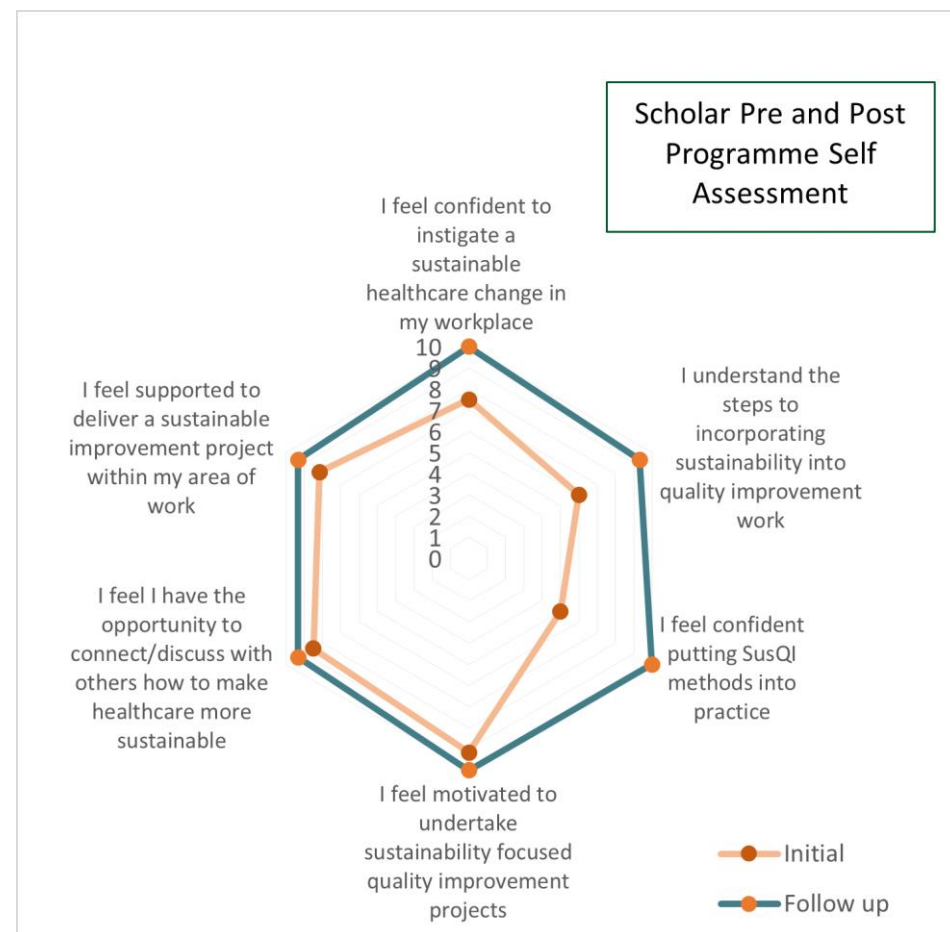 Scholar Pre and Post
Programme Self
Assessment
I feel confident to
instigate a
sustainable
healthcare change in
my workplace
I understand the
steps to
incorporating
sustainability into
quality improvement
work
I feel confident
putting SusQI
methods into
practice
I feel motivated to
undertake
sustainability focused
quality improvement
projects
I feel I have the
opportunity to
connect/discuss with
others how to make
healthcare more
sustainable
I feel supported to
deliver a sustainable
improvement project
within my area of
work
10
9
8
7
6
5
4
3
2
1
0
Initial
Follow up